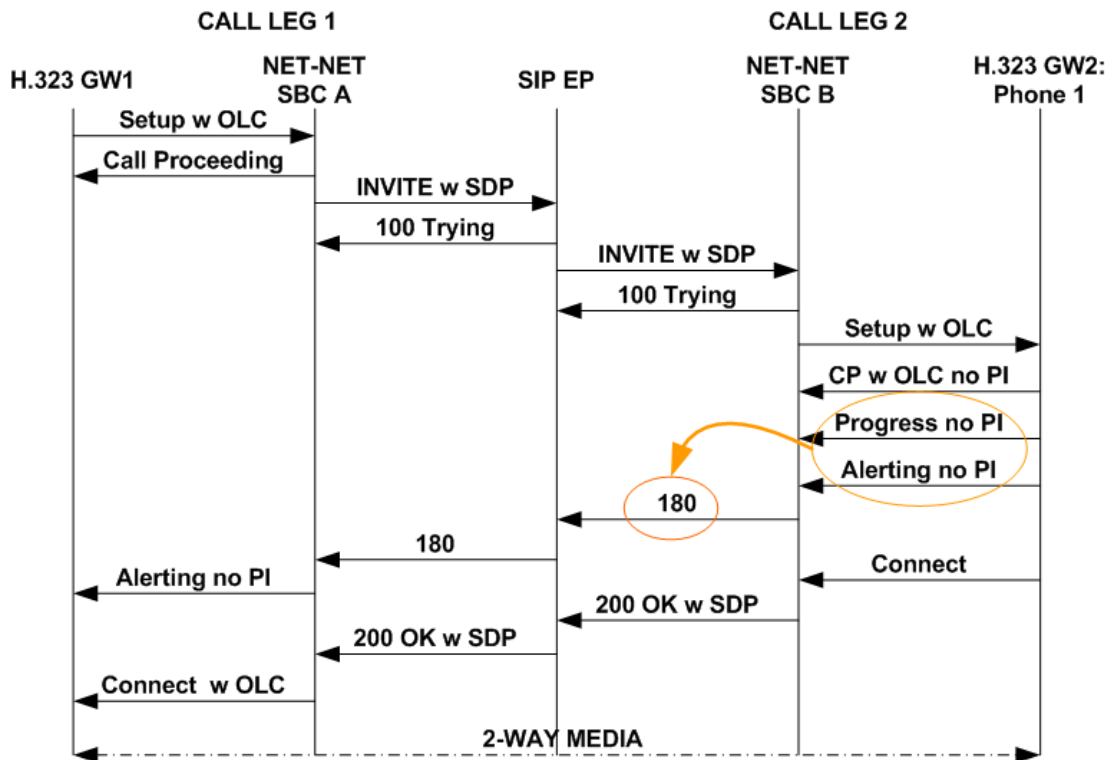 CALL LEG 1
CALL LEG 2
H.323 GW1
NET-NET
SBC A
SIP EP
NET-NET
SBC B
H.323 GW2:
Phone 1
Setup w OLC
Call Proceeding
INVITE w SDP
100 Trying
INVITE w SDP
100 Trying
Setup w OLC
CP w OLC no PI
Progress no PI
Alerting no PI
180
180
Connect
Alerting no PI
200 OK w SDP
200 OK w SDP
Connect w OLC
2-WAY MEDIA